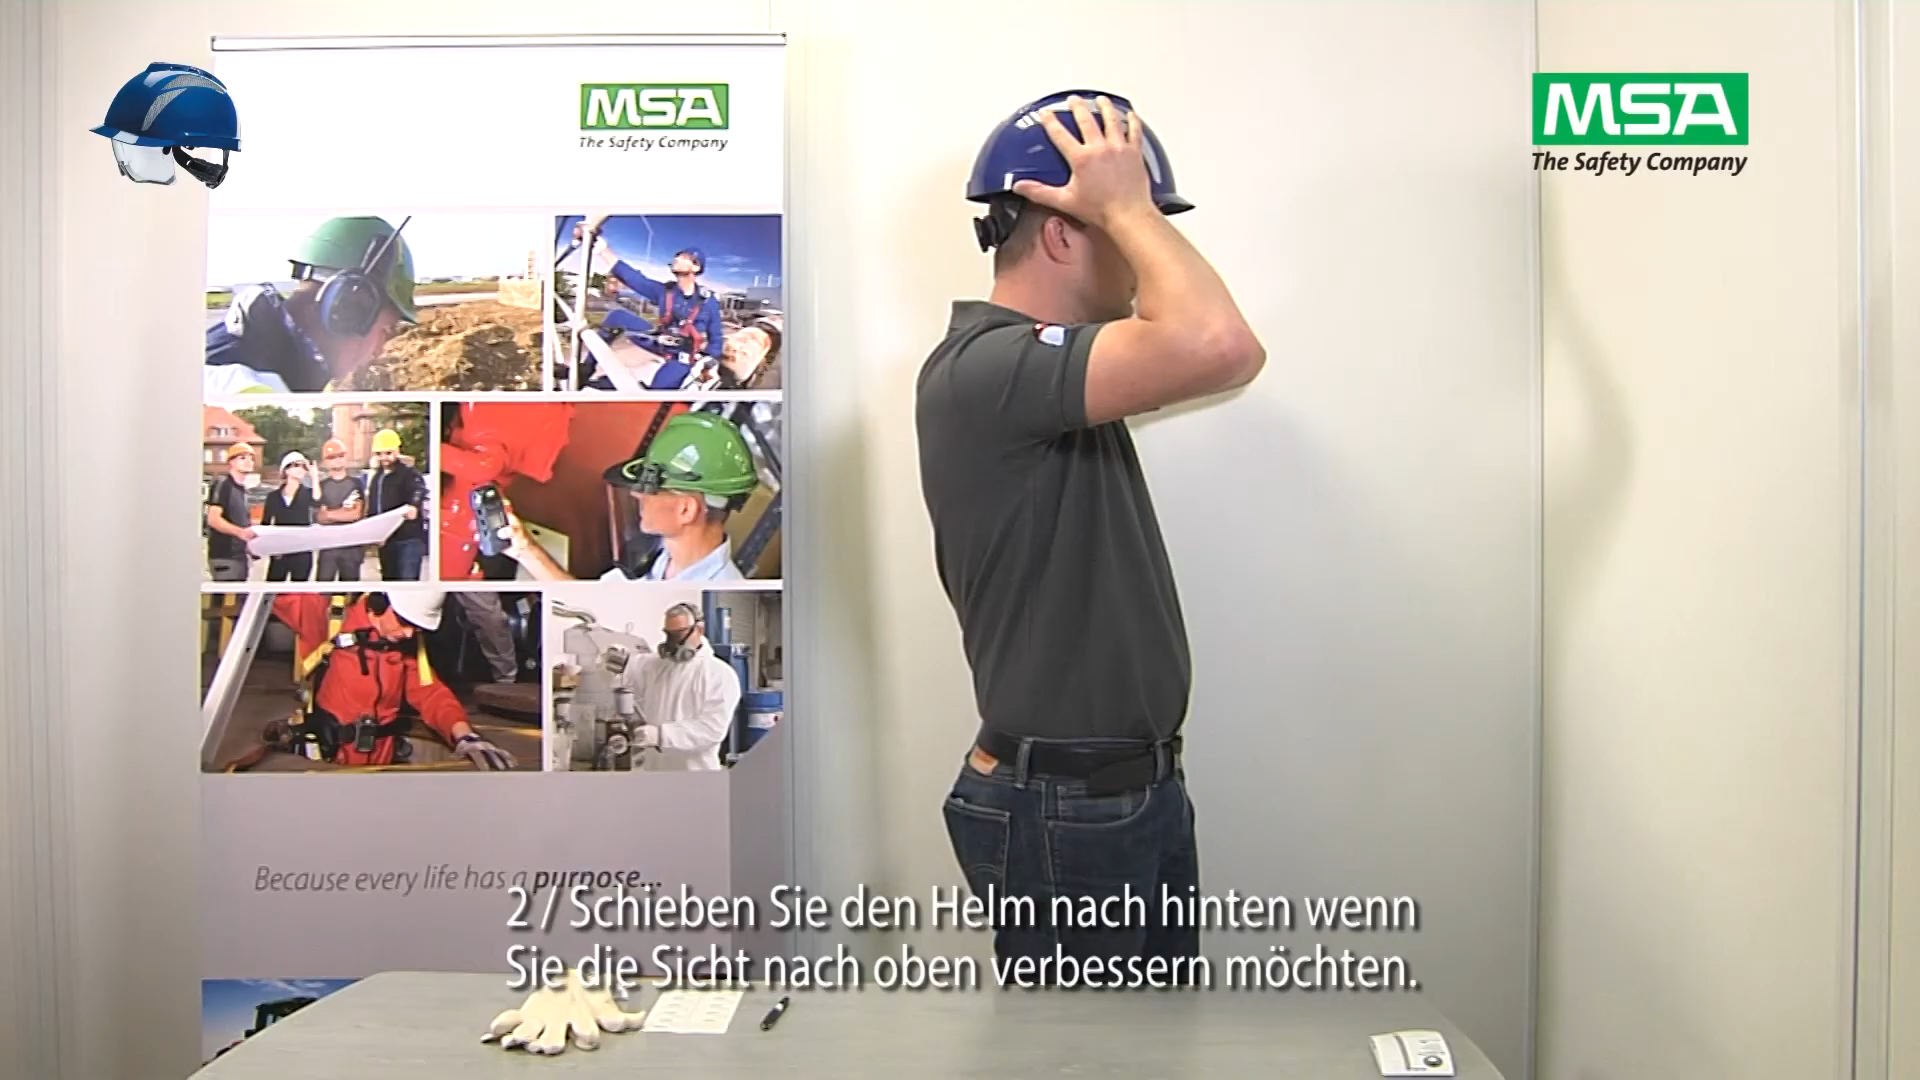 MSA
The Safety Company
MSA
The Safety Company
Because every life has a purpose...
2 / Schieben Sie den Helm nach hinten wenn
Sie die Sicht nach oben verbessern möchten.